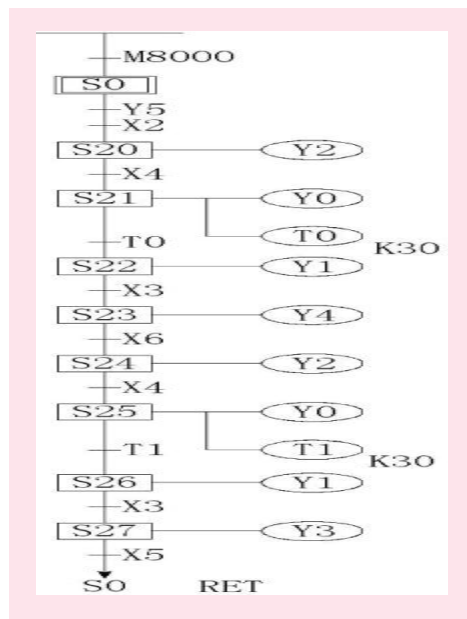 M8000
S0
Y5
X2
S20 Y2
X4
S21 Y0
T0 T0 K30
S22 Y1
X3
S23 Y4
X6
S24 Y2
X4
S25 Y0
T1 T1 K30
S26 Y1
X3
S27 Y3
X5
S0 RET